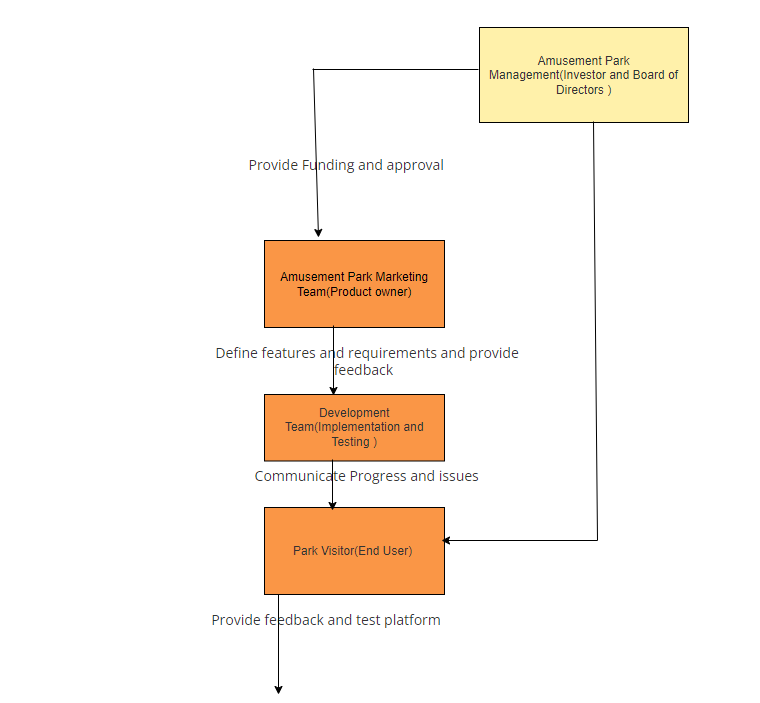 Amusement Park
Management(Investor and Board of
Directors )
Provide Funding and approval
Amusement Park Marketing
Team(Product owner)
Define features and requirements and provide
feedback
Development
Team(Implementation and
Testing )
Communicate Progress and issues
Park Visitor(End User)
Provide feedback and test platform